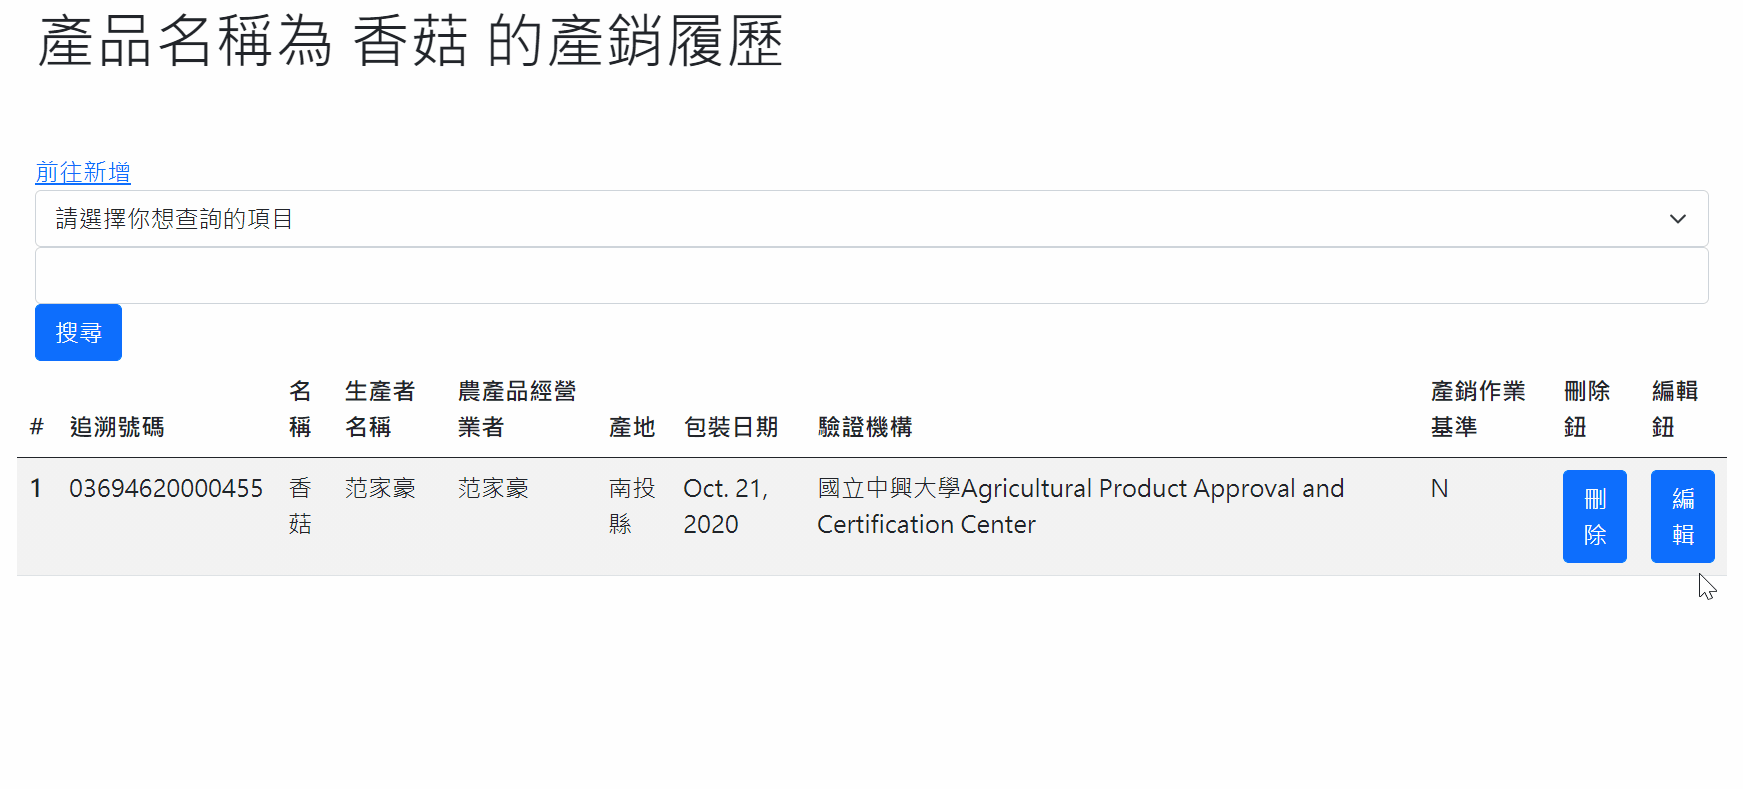 產品名稱為 香菇 的產銷履歷
前往新增
請選擇你想查詢的項目
搜尋
# 追溯號碼 名稱 生產者名稱 農產品經營業者 產地 包裝日期 驗證機構 產銷作業基準 刪除鈕 編輯鈕
1 03694620000455 香菇 范家豪 范家豪 南投縣 Oct. 21, 2020 國立中興大學Agricultural Product Approval and Certification Center N 刪除 編輯